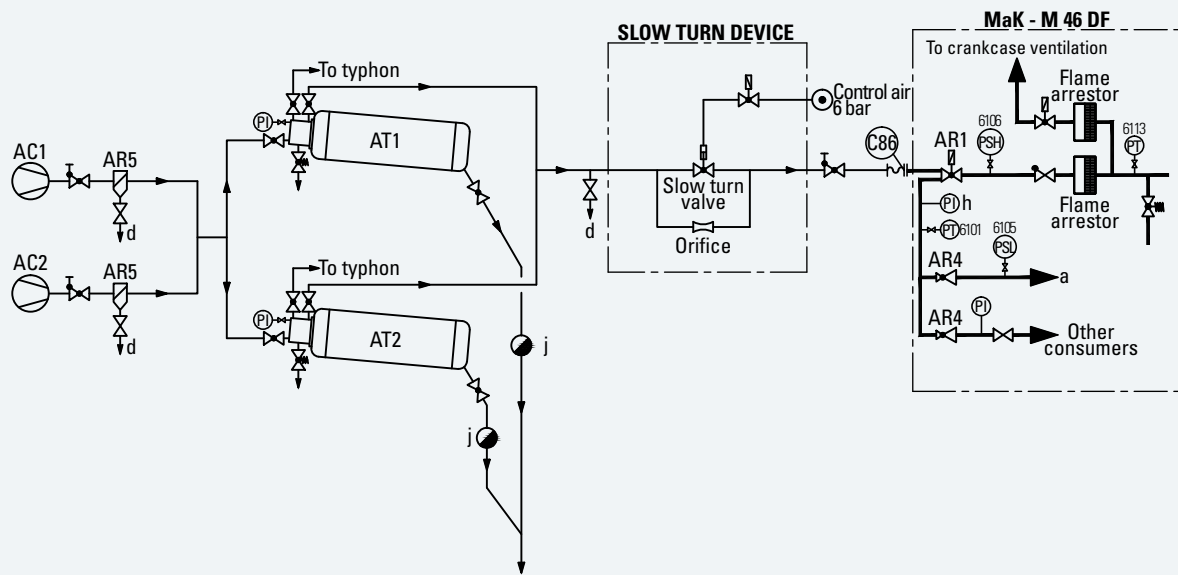 SLOW TURN DEVICE
MaK - M 46 DF
To crankcase ventilation
Flame
arrestor
To typhon
Control air
6 bar
PI
AT1
C86
AR1
6106
PSH
6113
PT
AC1
AR5
d
Slow turn
valve
Orifice
d
Flame
arrestor
PI h
PT 6101
6105
PSL
AR4
a
AC2
AR5
d
To typhon
PI
AT2
AR4
PI
Other
consumers
j
j